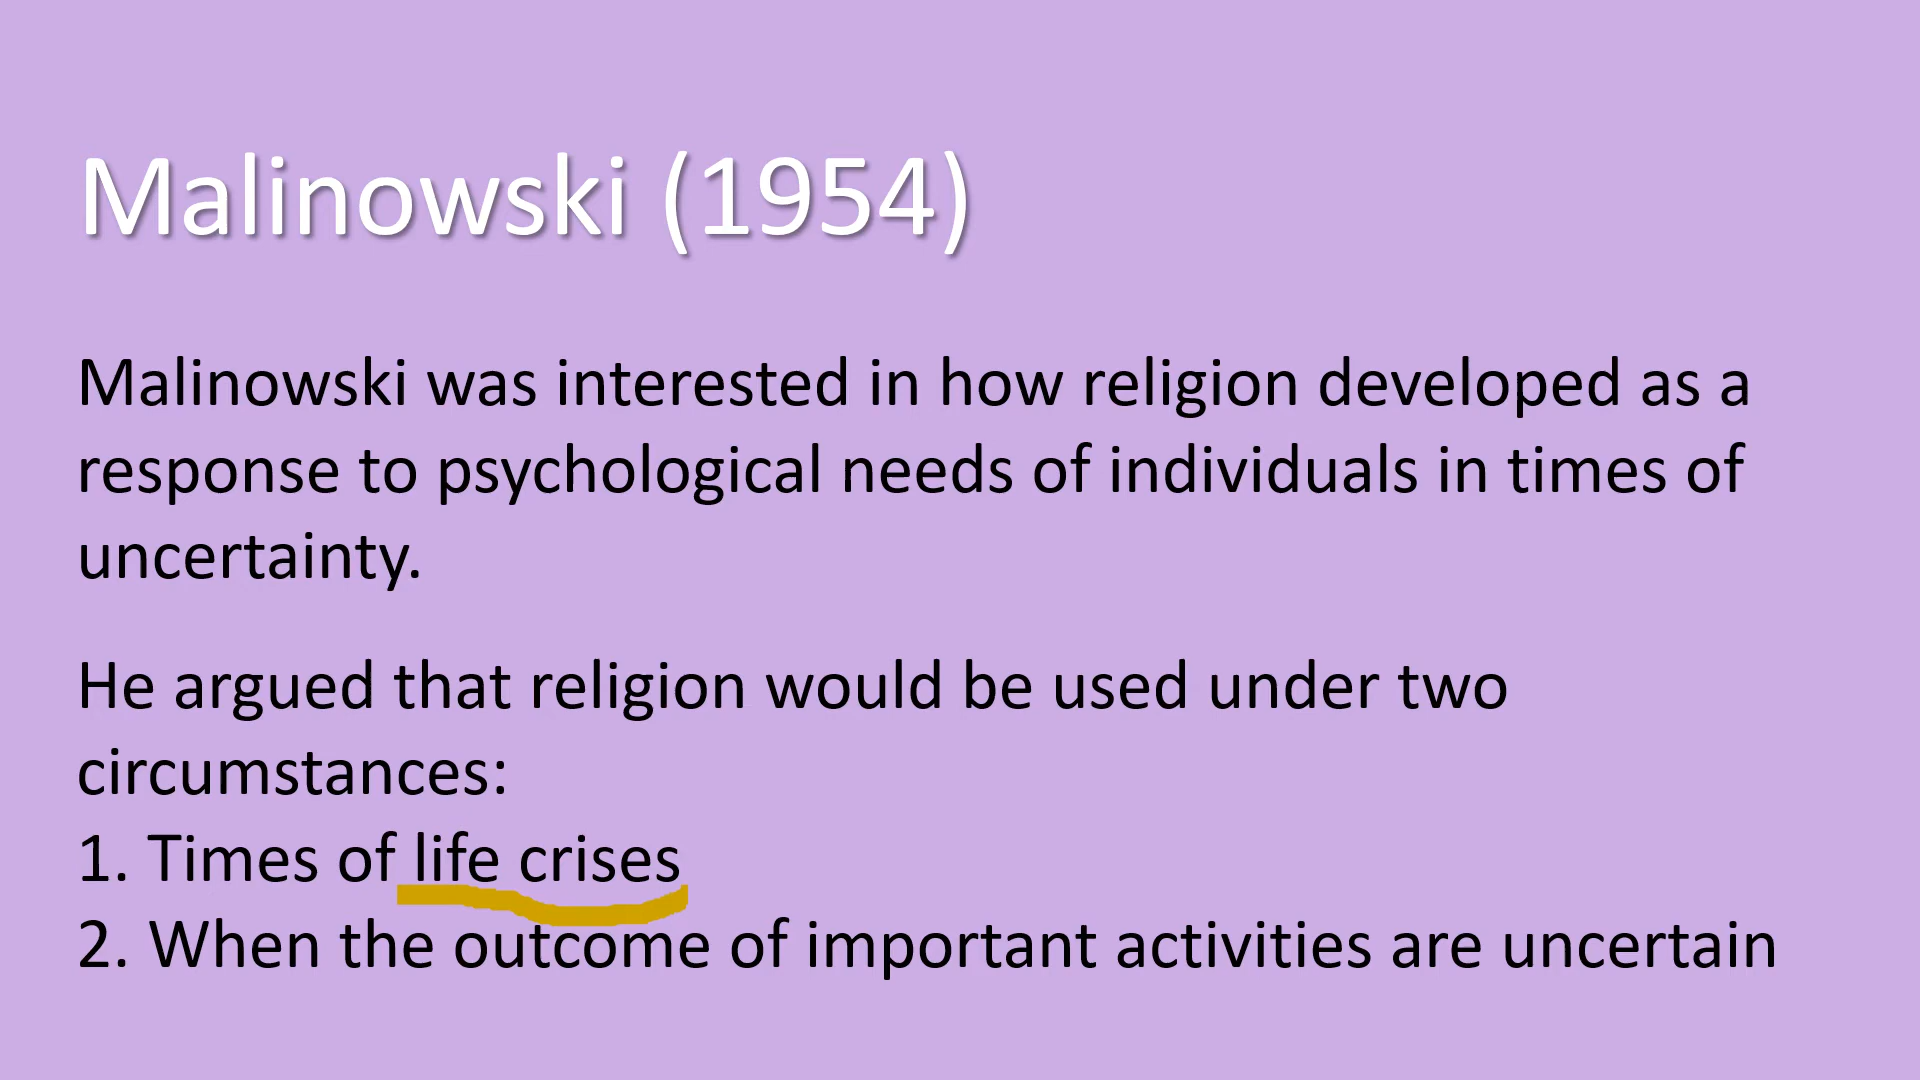 Malinowski (1954)
Malinowski was interested in how religion developed as a
response to psychological needs of individuals in times of
uncertainty.
He argued that religion would be used under two
circumstances:
1. Times of life crises
2. When the outcome of important activities are uncertain